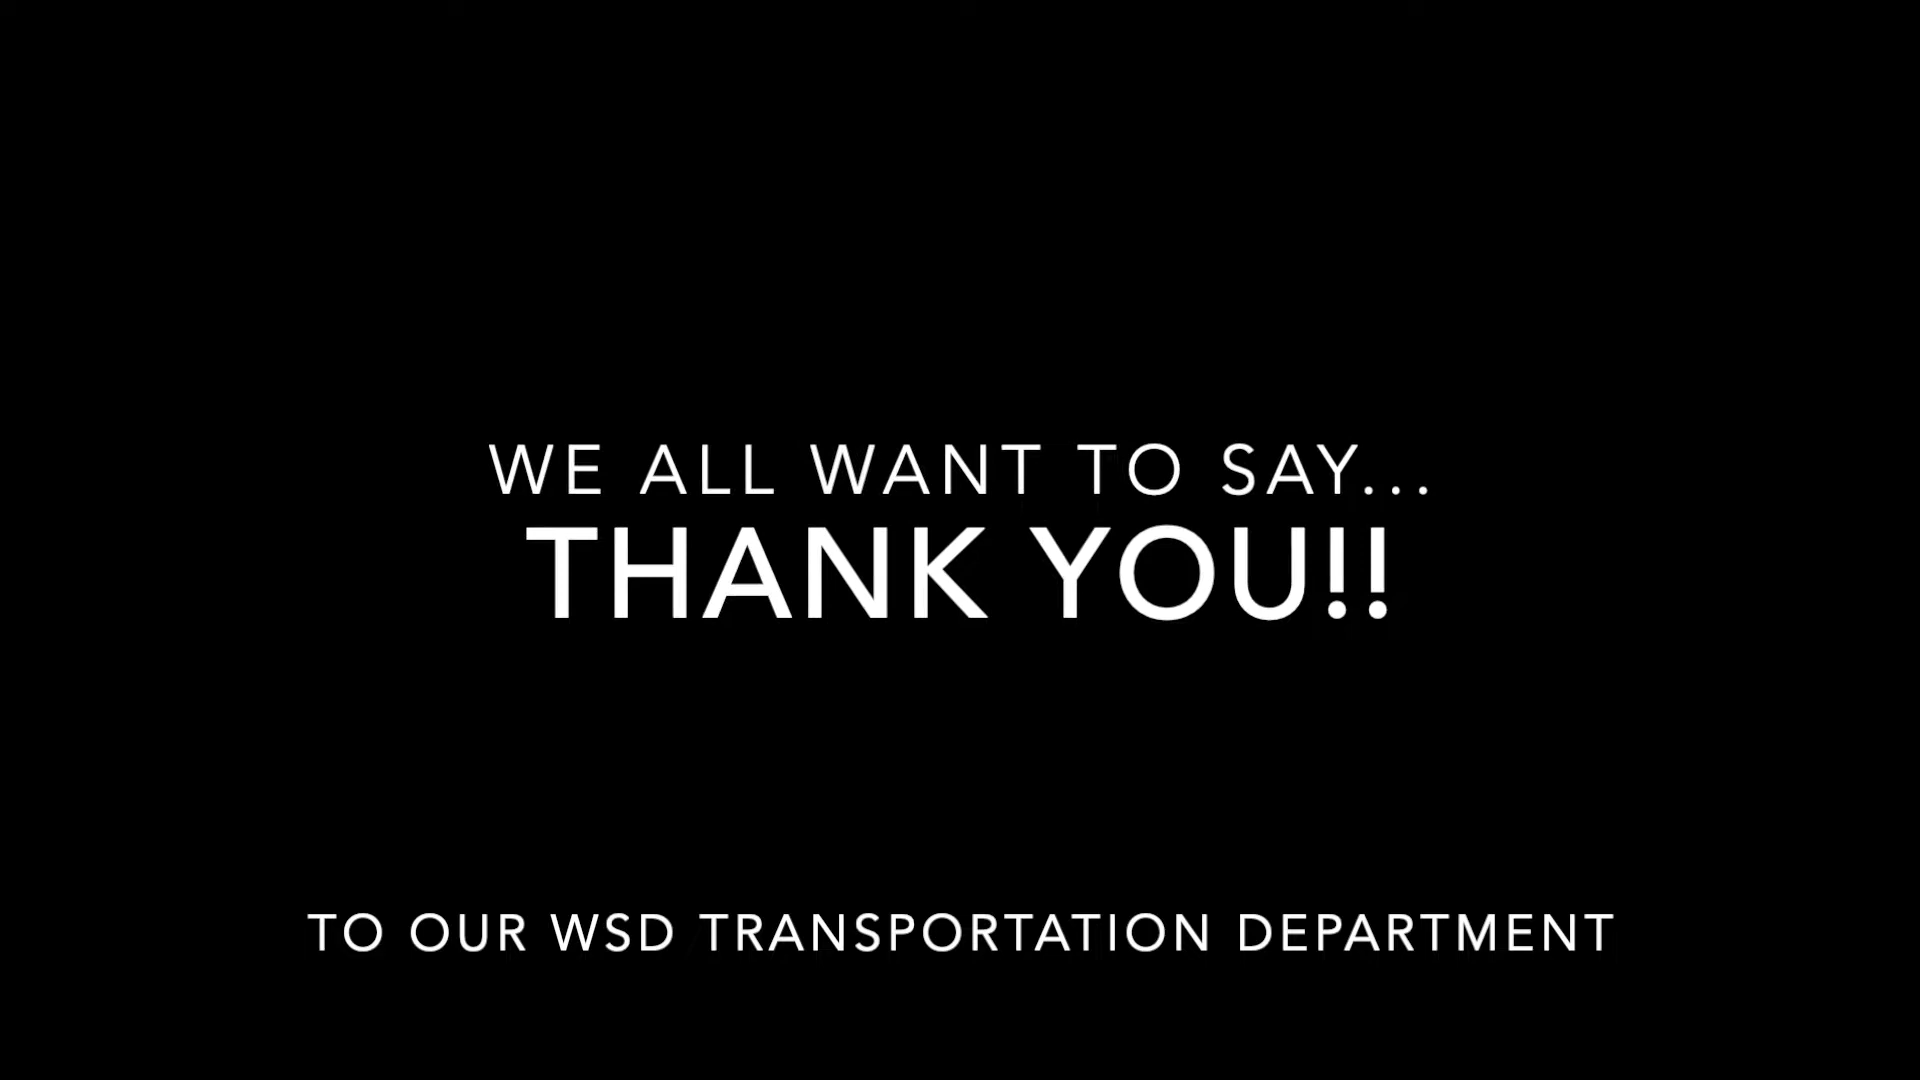 WE ALL WANT TO SAY...
THANK YOU!!
TO OUR WSD TRANSPORTATION DEPARTMENT